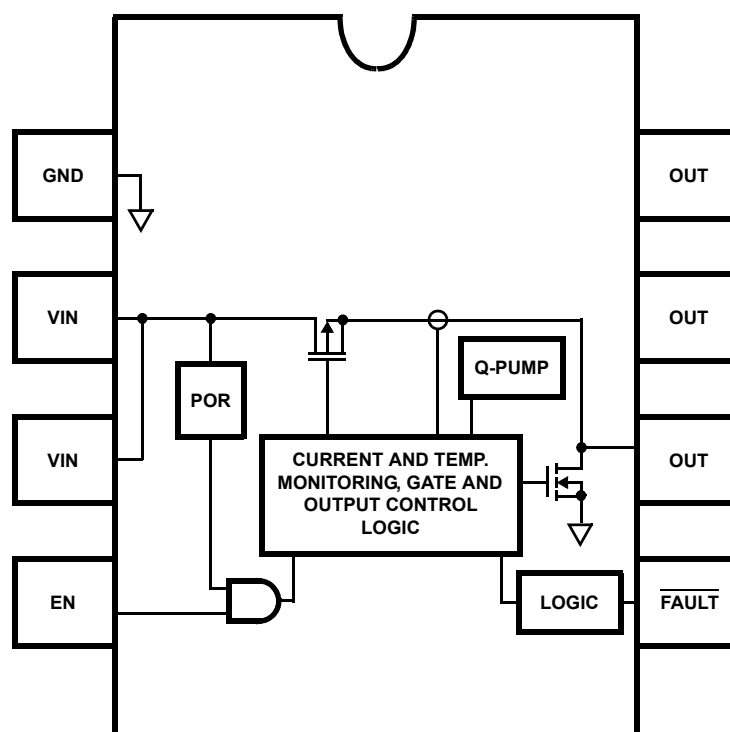 GND
OUT
VIN
OUT
Q-PUMP
POR
VIN
CURRENT AND TEMP.
MONITORING, GATE AND
OUTPUT CONTROL
LOGIC
OUT
EN
LOGIC
FAULT